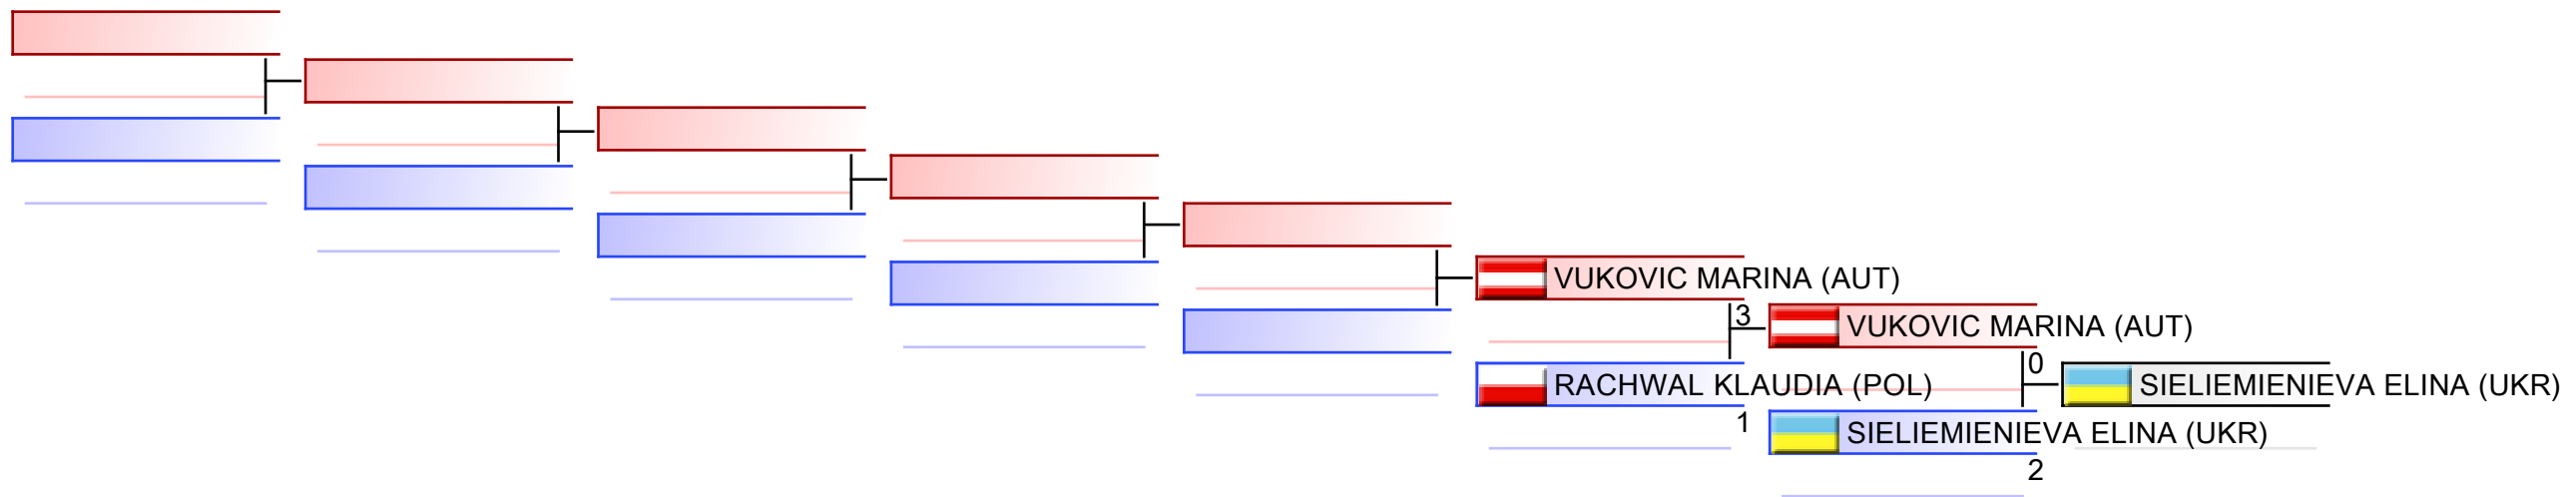 VUKOVIC MARINA (AUT)
3
VUKOVIC MARINA (AUT)
0
RACHWAL KLAUDIA (POL)
SIELIEMIENIEVA ELINA (UKR)
1
SIELIEMIENIEVA ELINA (UKR)
2